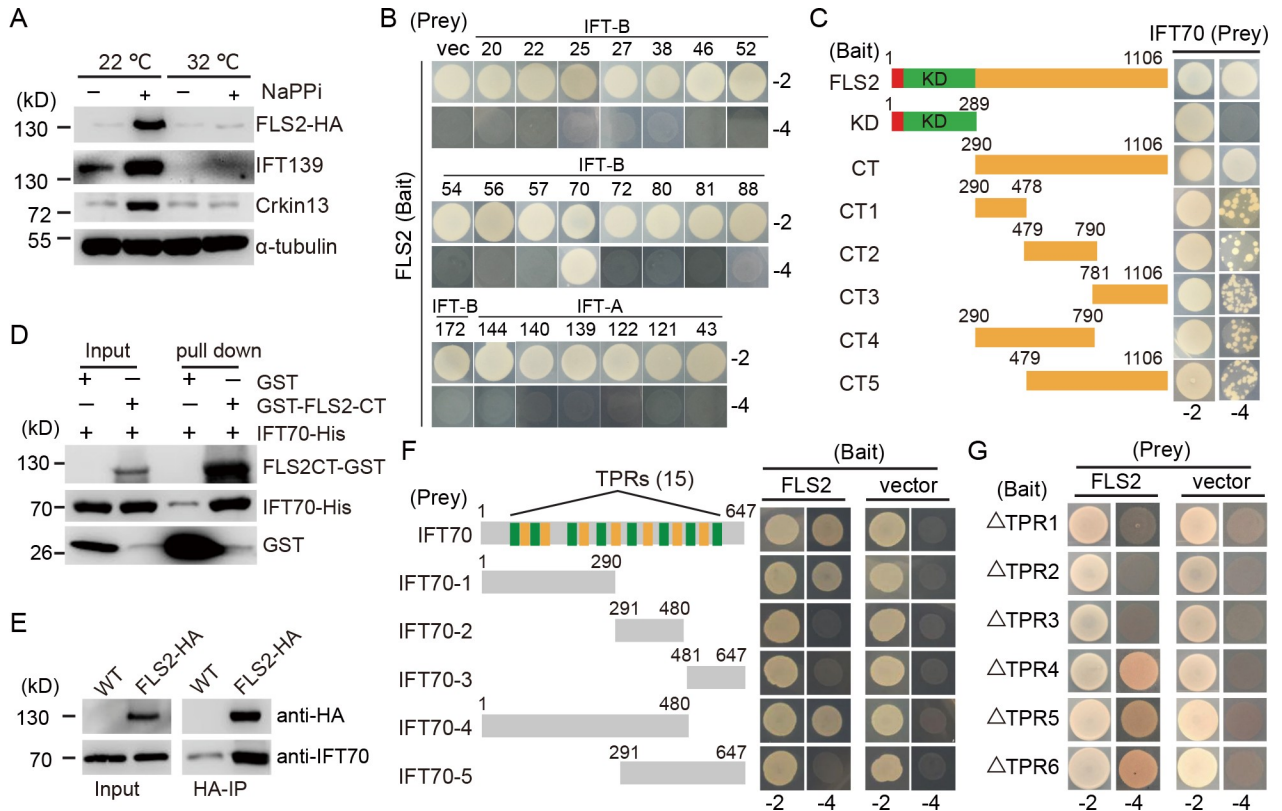 A
22 °C 32 °C
(kD) − + − + NaPPi
130 FLS2-HA
130 IFT139
72 Crkin13
55 α-tubulin
B (Prey) IFT-B
vec 20 22 25 27 38 46 52
-2
-4
IFT-B
54 56 57 70 72 80 81 88
-2
-4
IFT-B IFT-A
172 144 140 139 122 121 43
-2
-4
FLS2 (Bait)
C
(Bait) IFT70 (Prey)
1 1106
FLS2 KD
1 289
KD KD
290 1106
CT
290 478
CT1
479 790
CT2
781 1106
CT3
290 790
CT4
479 1106
CT5
-2 -4
D
Input pull down
+ − + − GST
− + − + GST-FLS2-CT
(kD) + + + + IFT70-His
130 FLS2CT-GST
70 IFT70-His
26 GST
E
(kD) WT FLS2-HA WT FLS2-HA
130 anti-HA
70 anti-IFT70
Input HA-IP
F
(Bait)
(Prey) TPRs (15) FLS2 vector
1 647
IFT70
1 290
IFT70-1
291 480
IFT70-2
481 647
IFT70-3
1 480
IFT70-4
291 647
IFT70-5
-2 -4 -2 -4
G
(Prey)
(Bait) FLS2 vector
△TPR1
△TPR2
△TPR3
△TPR4
△TPR5
△TPR6
-2 -4 -2 -4